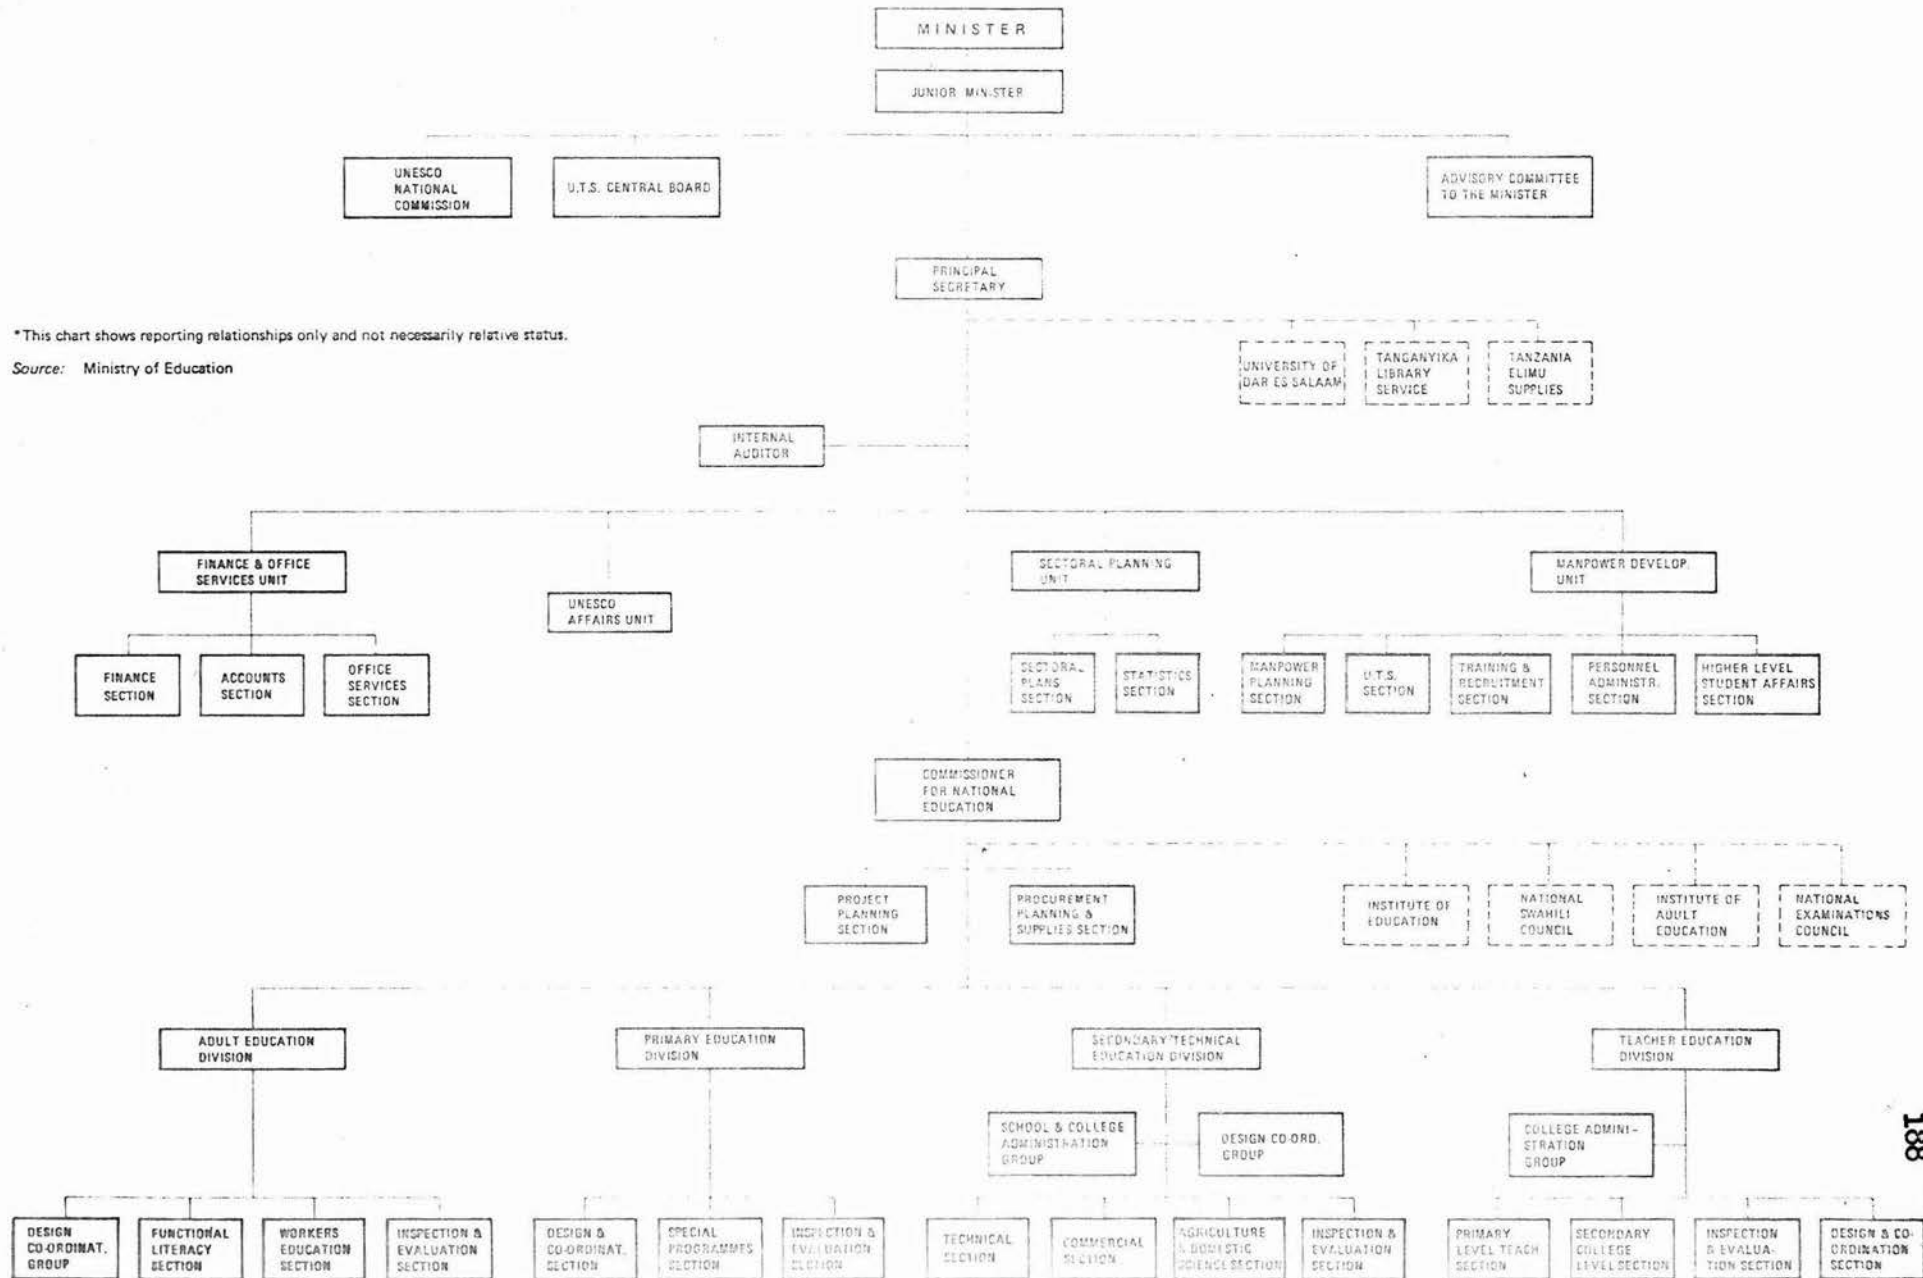 MINISTER
JUNIOR MINISTER
UNESCO
NATIONAL
COMMISSION
U.T.S. CENTRAL BOARD
ADVISORY COMMITTEE
TO THE MINISTER
PRINCIPAL
SECRETARY
*This chart shows reporting relationships only and not necessarily relative status.
Source: Ministry of Education
UNIVERSITY OF
DAR ES SALAAM
TANGANYIKA
LIBRARY
SERVICE
TANZANIA
ELIMU
SUPPLIES
INTERNAL
AUDITOR
FINANCE & OFFICE
SERVICES UNIT
UNESCO
AFFAIRS UNIT
SECTORAL PLANNING
UNIT
MANPOWER DEVELOP.
UNIT
FINANCE
SECTION
ACCOUNTS
SECTION
OFFICE
SERVICES
SECTION
SECTORAL
PLANS
SECTION
STATISTICS
SECTION
MANPOWER
PLANNING
SECTION
U.T.S.
SECTION
TRAINING &
RECRUITMENT
SECTION
PERSONNEL
ADMINISTR.
SECTION
HIGHER LEVEL
STUDENT AFFAIRS
SECTION
COMMISSIONER
FOR NATIONAL
EDUCATION
PROJECT
PLANNING
SECTION
PROCUREMENT
PLANNING &
SUPPLIES SECTION
INSTITUTE OF
EDUCATION
NATIONAL
SWAHILI
COUNCIL
INSTITUTE OF
ADULT
EDUCATION
NATIONAL
EXAMINATIONS
COUNCIL
ADULT EDUCATION
DIVISION
PRIMARY EDUCATION
DIVISION
SECONDARY/TECHNICAL
EDUCATION DIVISION
TEACHER EDUCATION
DIVISION
SCHOOL & COLLEGE
ADMINISTRATION
GROUP
DESIGN CO-ORD.
GROUP
COLLEGE ADMINI-
STRATION
GROUP
188
DESIGN
CO-ORDINAT.
GROUP
FUNCTIONAL
LITERACY
SECTION
WORKERS
EDUCATION
SECTION
INSPECTION &
EVALUATION
SECTION
DESIGN &
CO-ORDINAT.
SECTION
SPECIAL
PROGRAMMES
SECTION
INSPECTION &
EVALUATION
SECTION
TECHNICAL
SECTION
COMMERCIAL
SECTION
AGRICULTURE
& DOMESTIC
SCIENCE SECTION
INSPECTION &
EVALUATION
SECTION
PRIMARY
LEVEL TEACH
SECTION
SECONDARY
COLLEGE
LEVEL SECTION
INSPECTION
& EVALUA-
TION SECTION
DESIGN & CO-
ORDINATION
SECTION